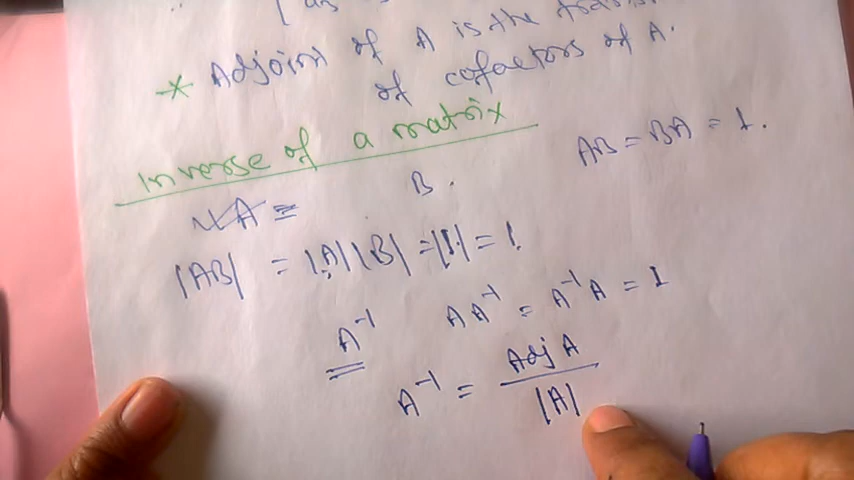 * Adjoint of A is the
of cofactors of A.
Inverse of a matrix
AB = BA = I.
A = B.
|AB| = |A||B| = |I| = 1.
A⁻¹ AA⁻¹ = A⁻¹A = I
A⁻¹ = Adj A / |A|